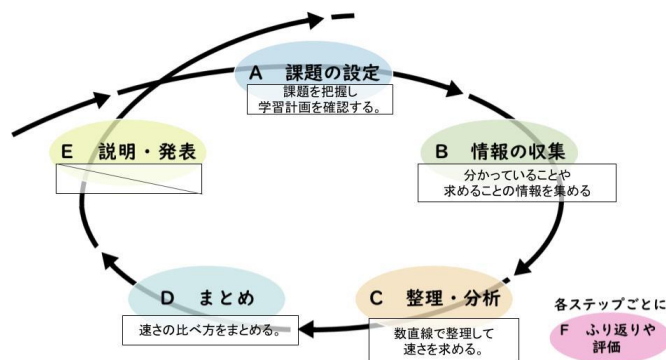 A 課題の設定
課題を把握し
学習計画を確認する。
B 情報の収集
分かっていることや
求めることの情報を集める
C 整理・分析
数直線で整理して
速さを求める。
D まとめ
速さの比べ方をまとめる。
E 説明・発表
各ステップごとに
F ふり返りや
評価